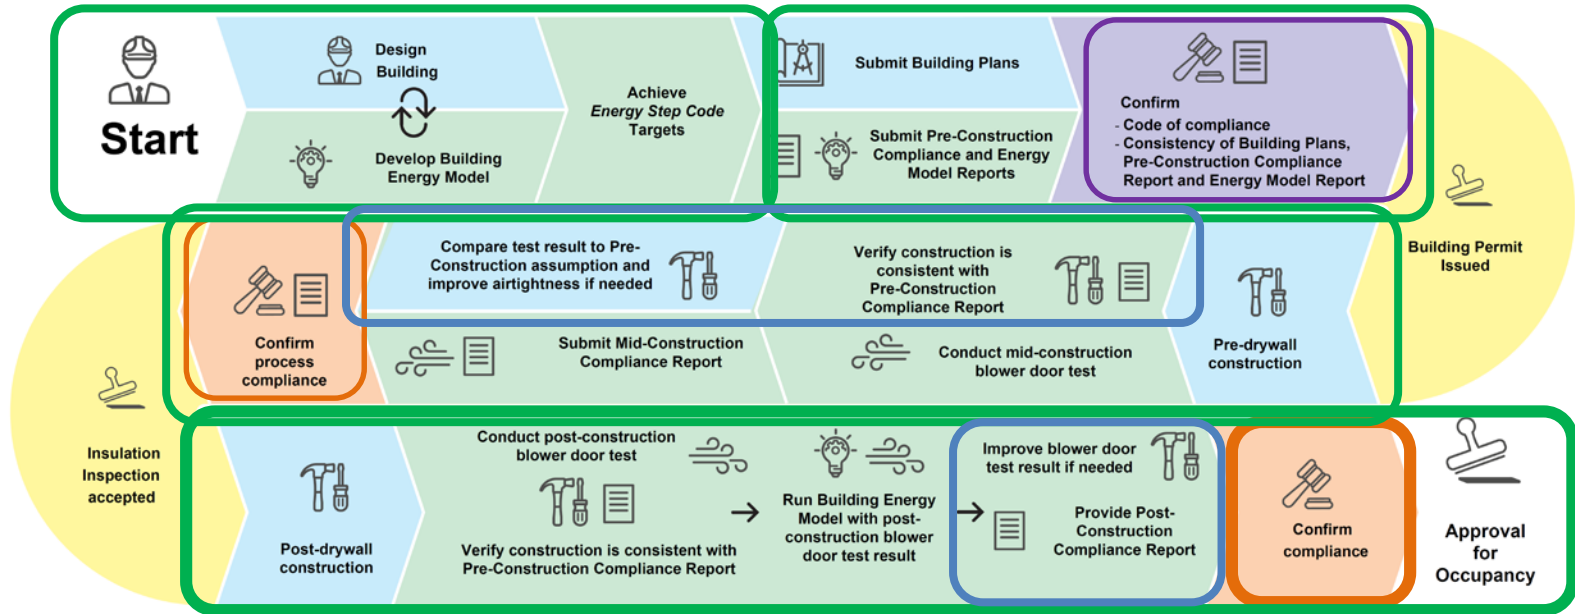 Start
Design
Building
Develop Building
Energy Model
Achieve
Energy Step Code
Targets
Submit Building Plans
Submit Pre-Construction
Compliance and Energy
Model Reports
Confirm
- Code of compliance
- Consistency of Building Plans,
Pre-Construction Compliance
Report and Energy Model Report
Building Permit
Issued
Pre-drywall
construction
Verify construction is
consistent with
Pre-Construction
Compliance Report
Conduct mid-construction
blower door test
Compare test result to Pre-
Construction assumption and
improve airtightness if needed
Submit Mid-Construction
Compliance Report
Confirm
process
compliance
Insulation
Inspection
accepted
Post-drywall
construction
Conduct post-construction
blower door test
Verify construction is consistent with
Pre-Construction Compliance Report
Run Building Energy
Model with post-
construction blower
door test result
Improve blower door
test result if needed
Provide Post-
Construction
Compliance Report
Confirm
compliance
Approval
for
Occupancy